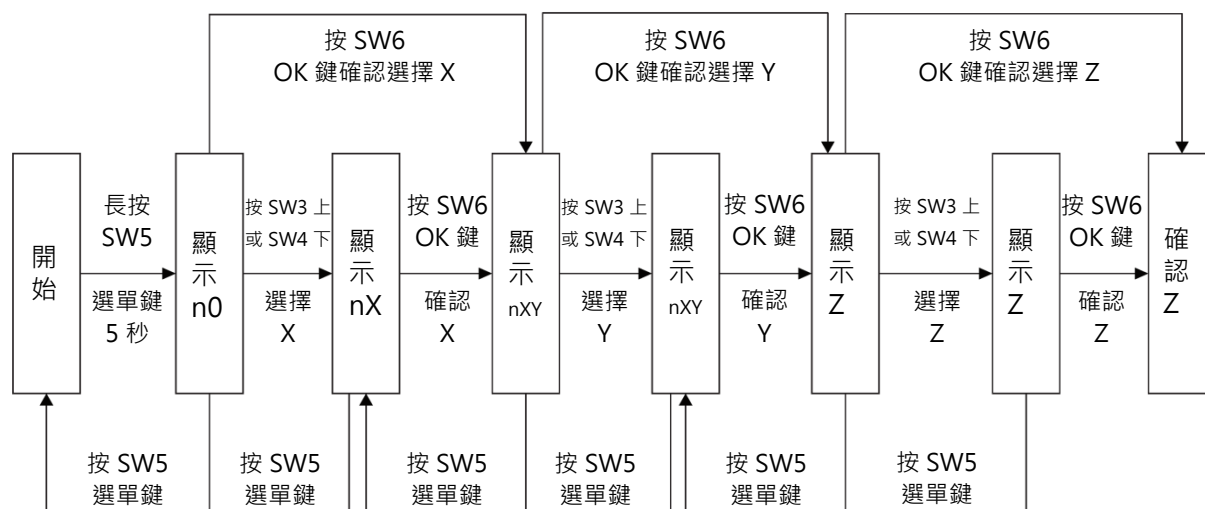 按 SW6
OK 鍵確認選擇 X
按 SW6
OK 鍵確認選擇 Y
按 SW6
OK 鍵確認選擇 Z
開
始
長按
SW5
選單鍵
5 秒
顯
示
n0
按 SW3 上
或 SW4 下
選擇
X
顯
示
nX
按 SW6
OK 鍵
確認
X
顯
示
nXY
按 SW3 上
或 SW4 下
選擇
Y
顯
示
nXY
按 SW6
OK 鍵
確認
Y
顯
示
Z
按 SW3 上
或 SW4 下
選擇
Z
顯
示
Z
按 SW6
OK 鍵
確認
Z
確
認
Z
按 SW5
選單鍵
按 SW5
選單鍵
按 SW5
選單鍵
按 SW5
選單鍵
按 SW5
選單鍵
按 SW5
選單鍵